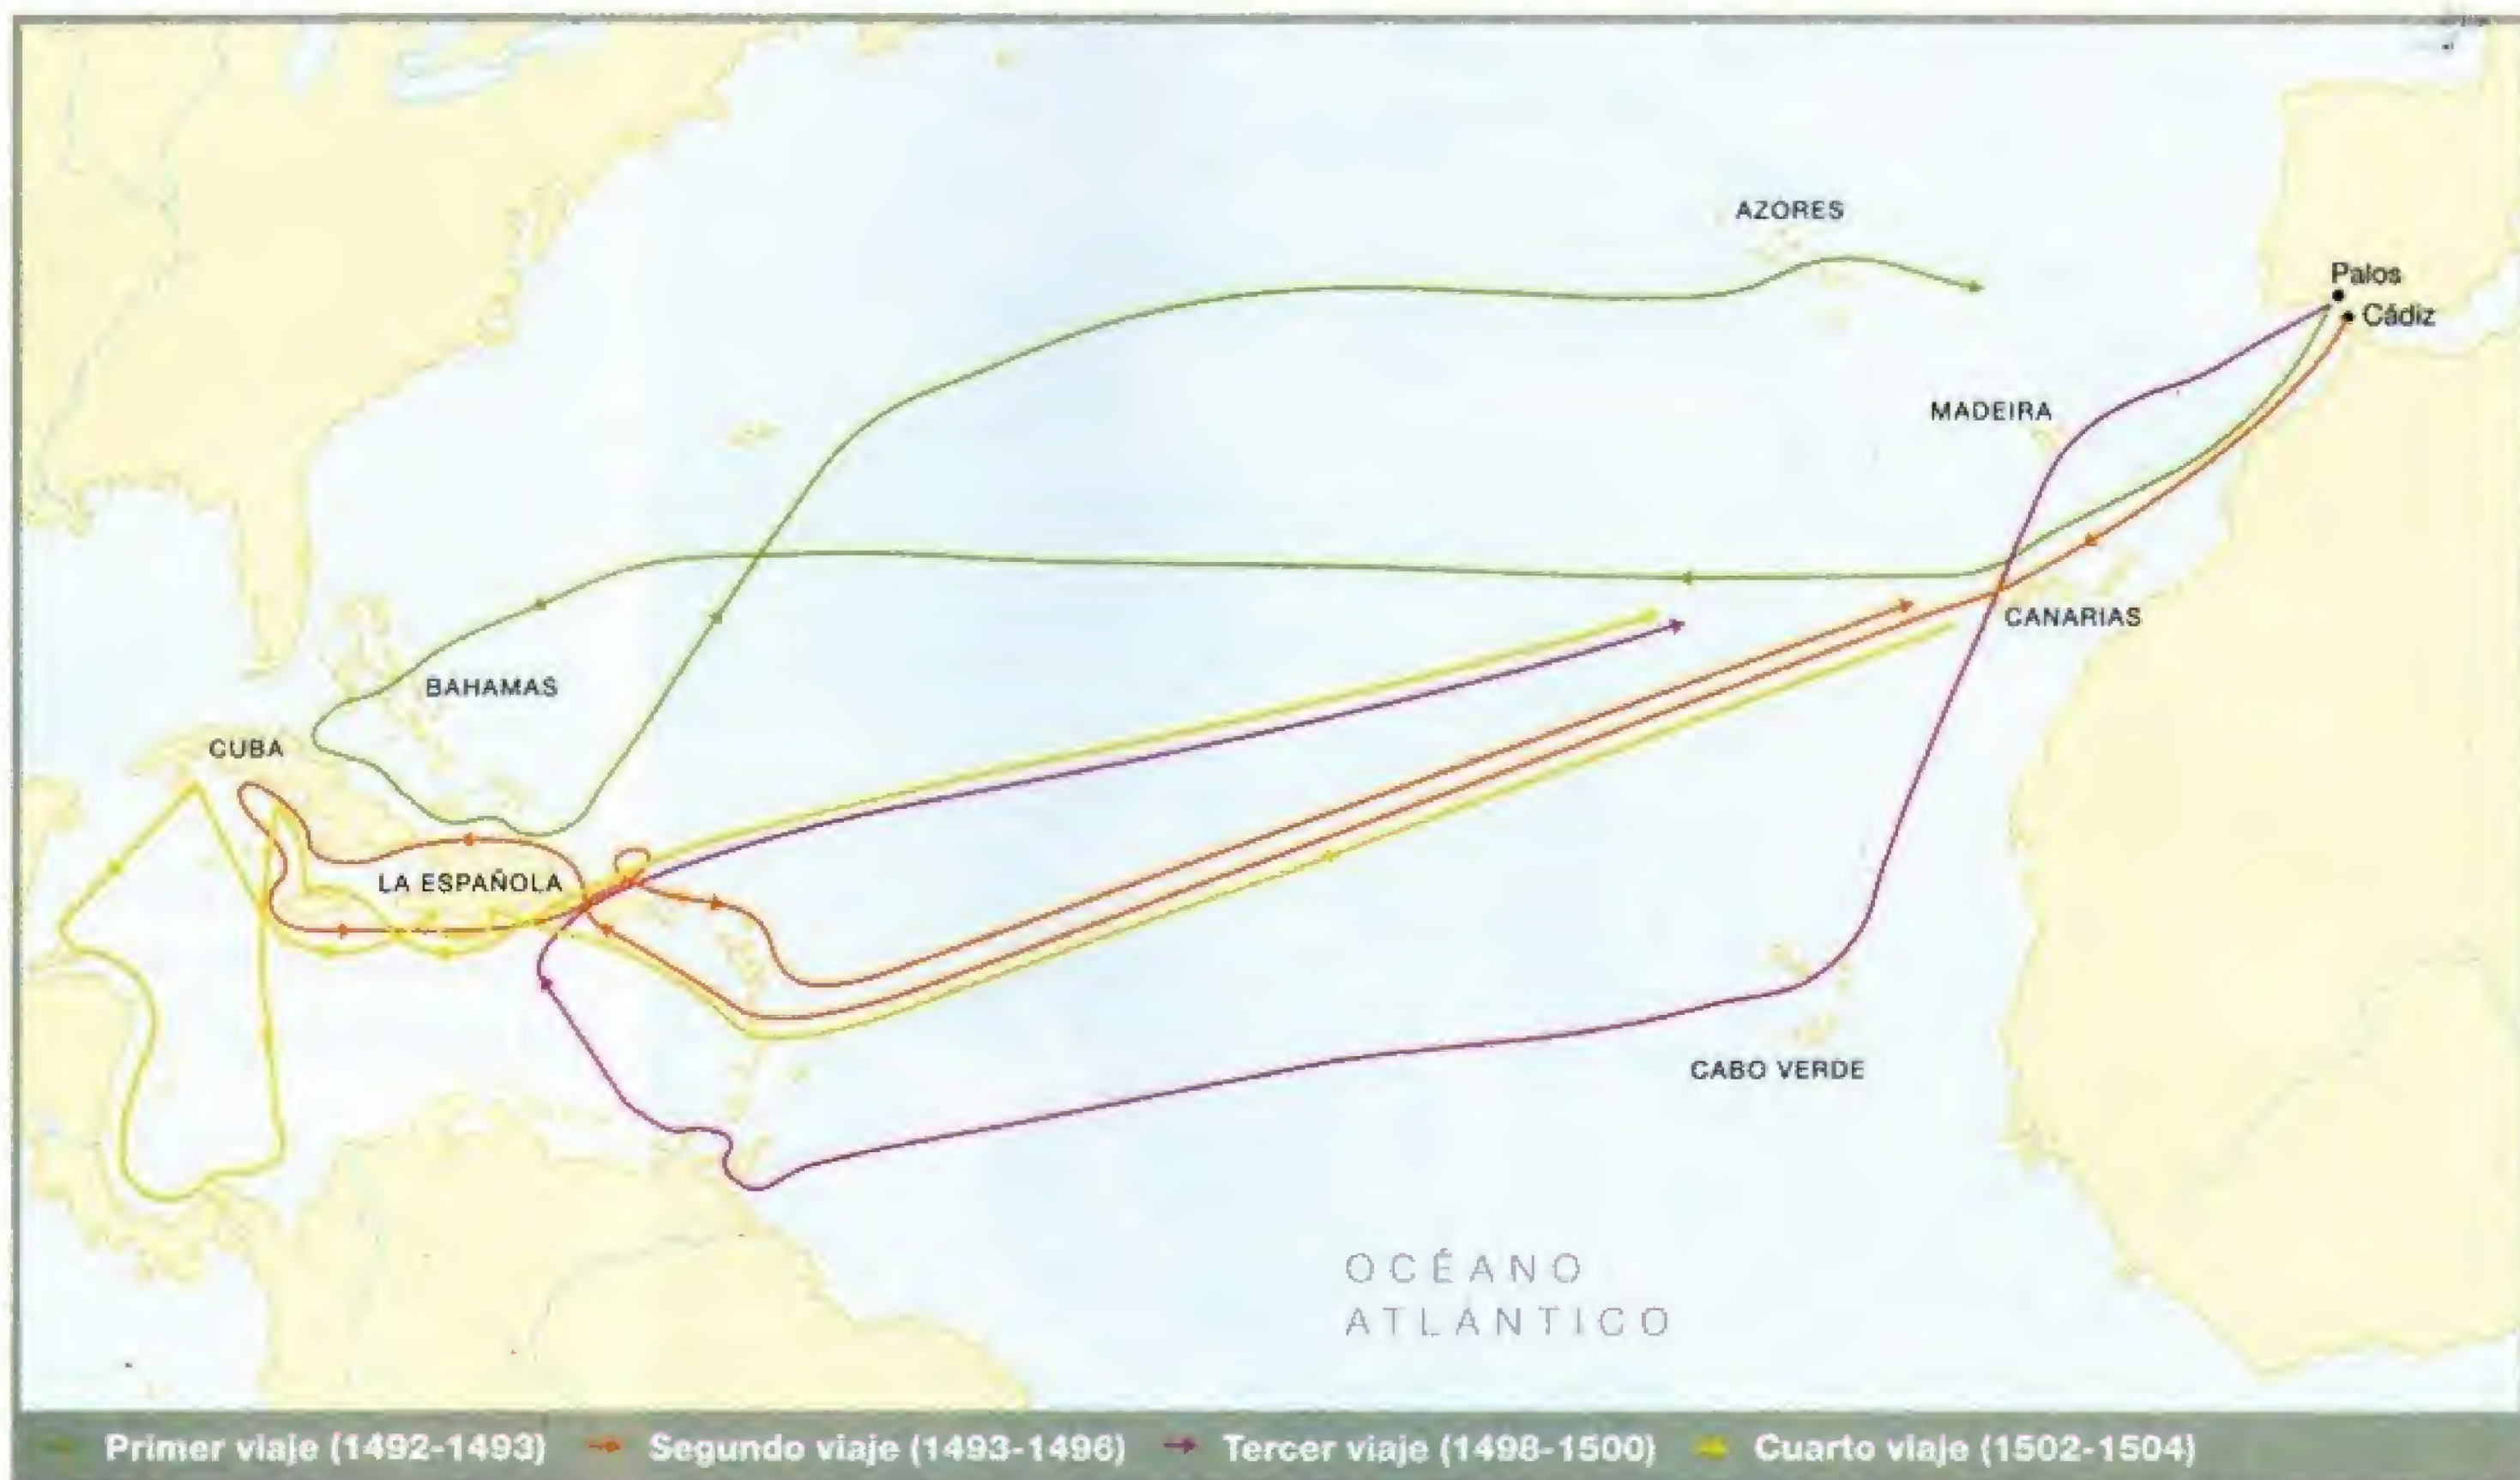 AZORES
Palos
Cádiz
MADEIRA
CANARIAS
BAHAMAS
CUBA
LA ESPAÑOLA
CABO VERDE
OCÉANO
ATLÁNTICO
Primer viaje (1492-1493) Segundo viaje (1493-1496) Tercer viaje (1498-1500) Cuarto viaje (1502-1504)